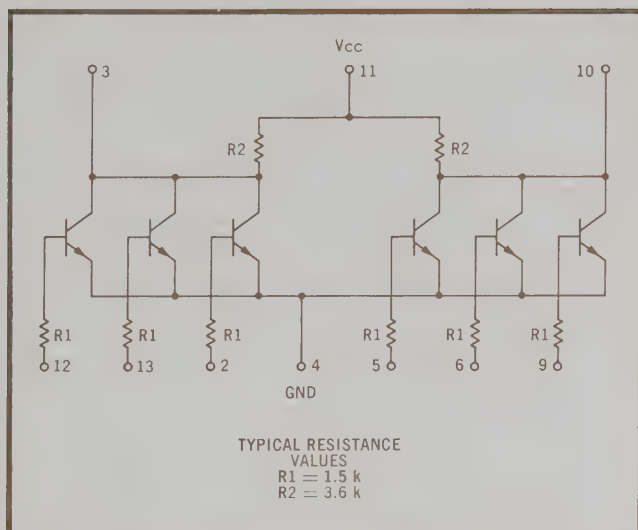 Vcc
3 11 10
R2 R2
R1 R1 R1 R1 R1 R1
12 13 2 4 5 6 9
GND
TYPICAL RESISTANCE
VALUES
R1 = 1.5 k
R2 = 3.6 k